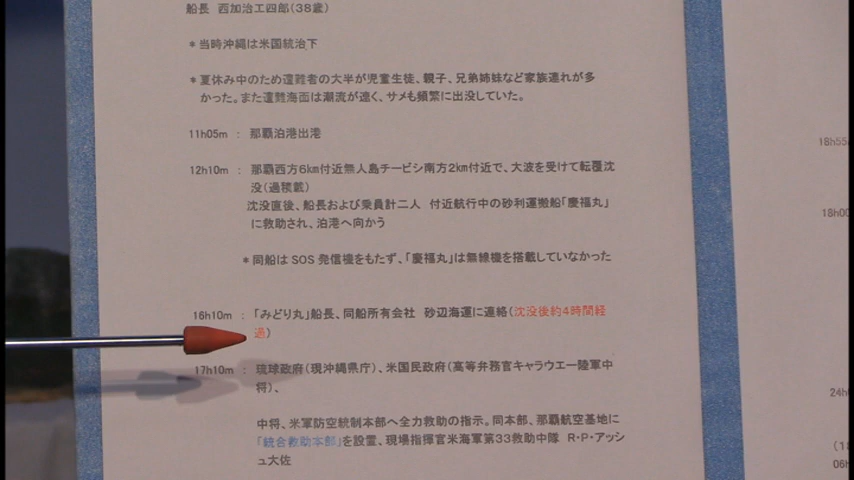 船長 西加治工四郎(38歳)
＊当時沖縄は米国統治下
＊夏休み中のため遭難者の大半が児童生徒、親子、兄弟姉妹など家族連れが多
かった。また遭難海面は潮流が速く、サメも頻繁に出没していた。
11h05m : 那覇泊港出港
12h10m : 那覇西方6km付近無人島チービシ南方2km付近で、大波を受けて転覆沈
没(過積載)
沈没直後、船長および乗員計二人 付近航行中の砂利運搬船「慶福丸」
に救助され、泊港へ向かう
＊同船はSOS発信機をもたず、「慶福丸」は無線機を搭載していなかった
16h10m : 「みどり丸」船長、同船所有会社 砂辺海運に連絡(沈没後約4時間経
過)
17h10m : 琉球政府(現沖縄県庁)、米国民政府(高等弁務官キャラウエー陸軍中
将)、
中将、米軍防空統制本部へ全力救助の指示。同本部、那覇航空基地に
「統合救助本部」を設置、現場指揮官米海軍第33救助中隊 R・P・アッシ
ュ大佐
18h55
18h00
24h0
06h